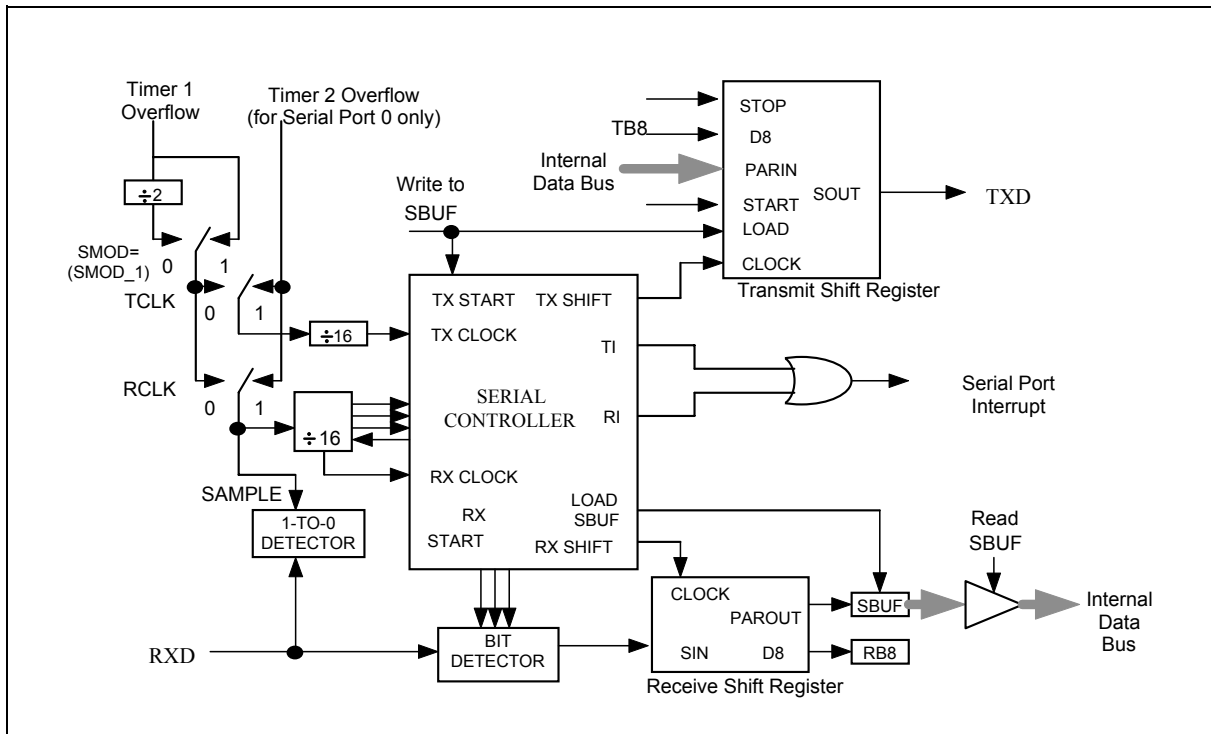 Timer 1
Overflow
Timer 2 Overflow
(for Serial Port 0 only)
÷2
SMOD=
(SMOD_1)
0
1
TCLK
0
1
÷16
RCLK
0
1
÷16
SAMPLE
1-TO-0
DETECTOR
RXD
Write to
SBUF
TX START
TX SHIFT
TX CLOCK
TI
SERIAL
CONTROLLER
RI
RX CLOCK
LOAD
SBUF
RX
START
RX SHIFT
BIT
DETECTOR
TB8
Internal
Data Bus
STOP
D8
PARIN
SOUT
START
LOAD
CLOCK
Transmit Shift Register
TXD
Serial Port
Interrupt
CLOCK
PAROUT
SIN
D8
Receive Shift Register
SBUF
RB8
Read
SBUF
Internal
Data
Bus